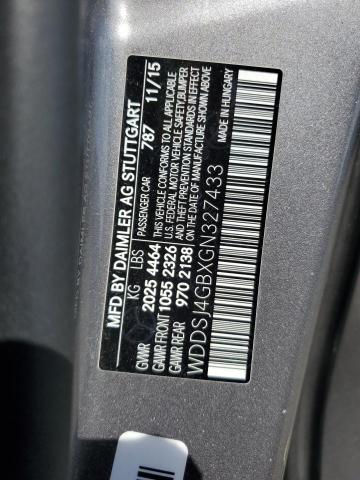 MFD BY DAIMLER AG STUTTGART
KG LBS PASSENGER CAR 787 11/15
GVWR 2025 4464 THIS VEHICLE CONFORMS TO ALL APPLICABLE
GAWR FRONT 1055 2326 U.S. FEDERAL MOTOR VEHICLE SAFETY, BUMPER
GAWR REAR 970 2138 AND THEFT PREVENTION STANDARDS IN EFFECT
ON THE DATE OF MANUFACTURE SHOWN ABOVE
WDDSJ4GBXGN327433 MADE IN HUNGARY